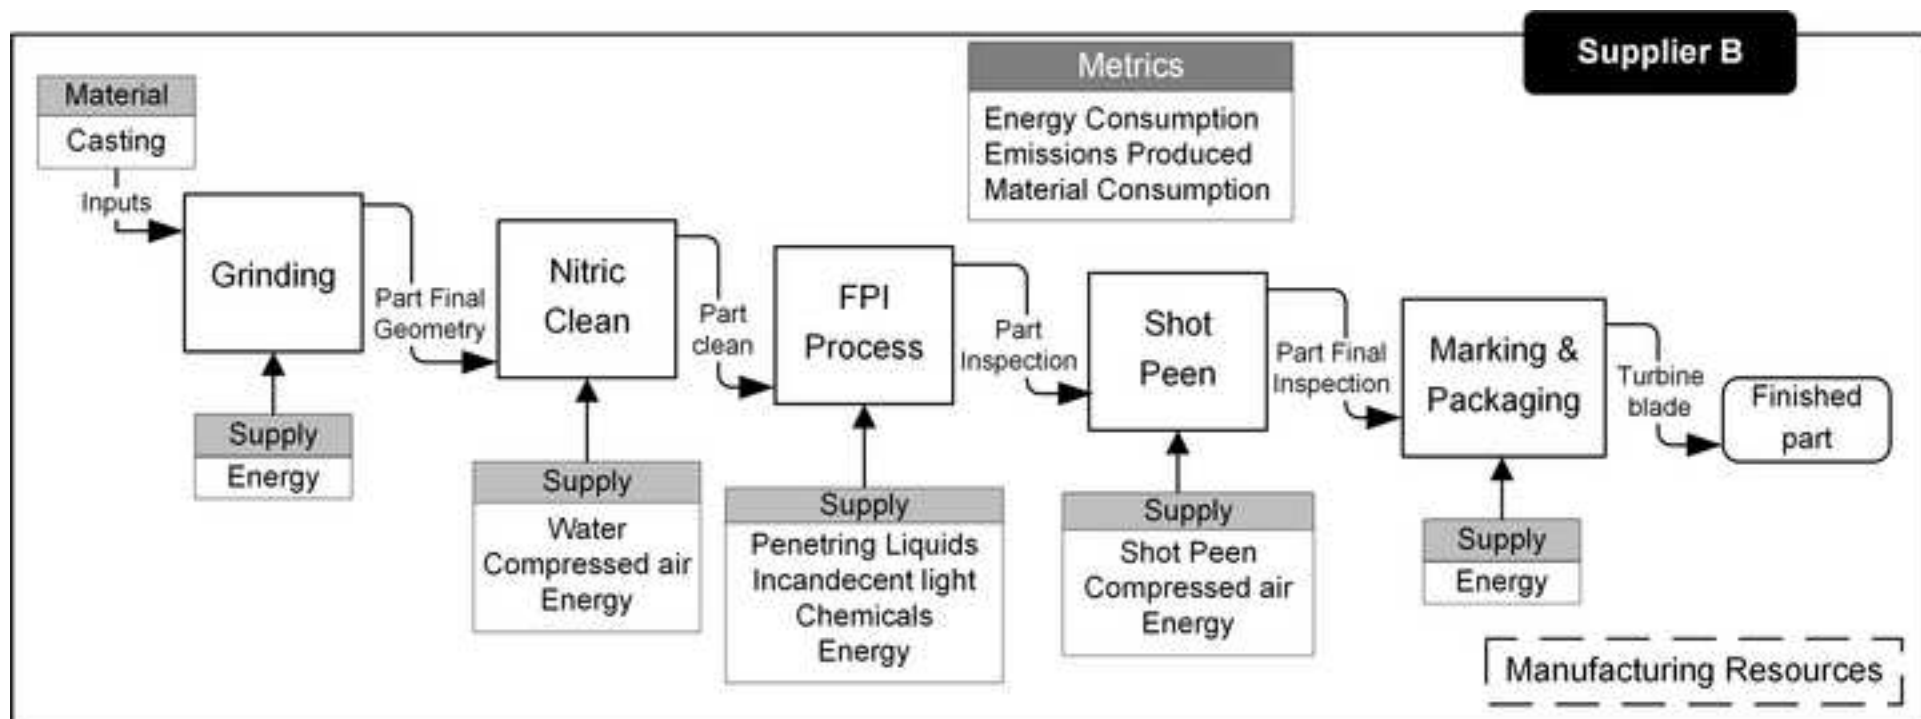 Supplier B
Metrics
Energy Consumption
Emissions Produced
Material Consumption
Material
Casting
Inputs
Grinding
Supply
Energy
Part Final
Geometry
Nitric
Clean
Supply
Water
Compressed air
Energy
Part
clean
FPI
Process
Supply
Penetring Liquids
Incandecent light
Chemicals
Energy
Part
Inspection
Shot
Peen
Supply
Shot Peen
Compressed air
Energy
Part Final
Inspection
Marking &
Packaging
Supply
Energy
Turbine
blade
Finished
part
Manufacturing Resources